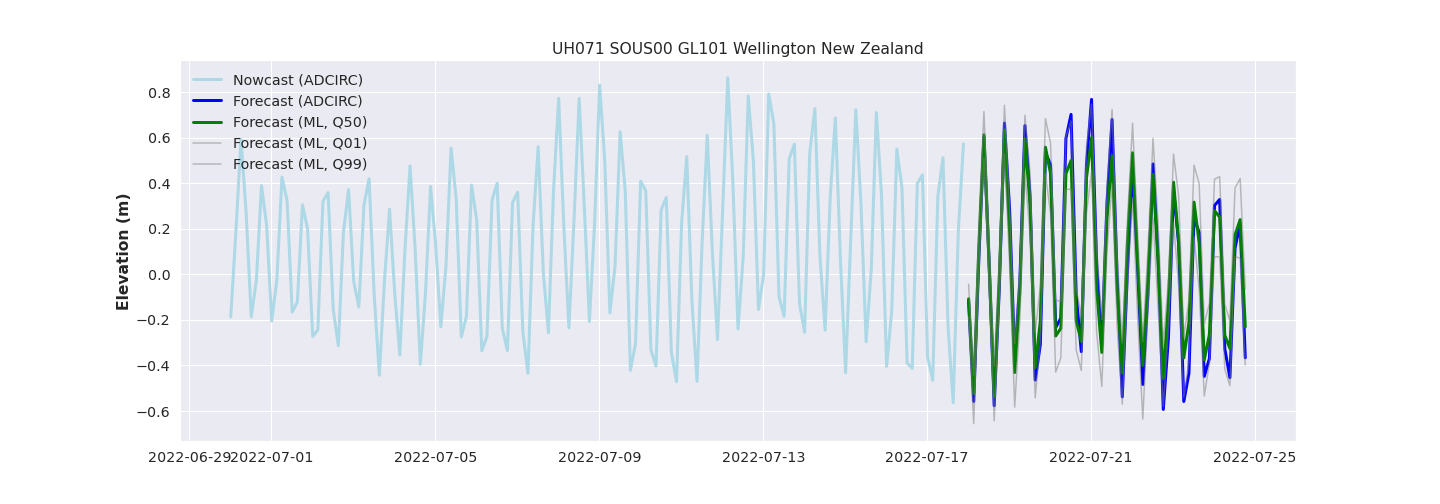 UH071 SOUS00 GL101 Wellington New Zealand
Nowcast (ADCIRC)
Forecast (ADCIRC)
Forecast (ML, Q50)
Forecast (ML, Q01)
Forecast (ML, Q99)
Elevation (m)
0.8
0.6
0.4
0.2
0.0
−0.2
−0.4
−0.6
2022-06-29 2022-07-01 2022-07-05 2022-07-09 2022-07-13 2022-07-17 2022-07-21 2022-07-25